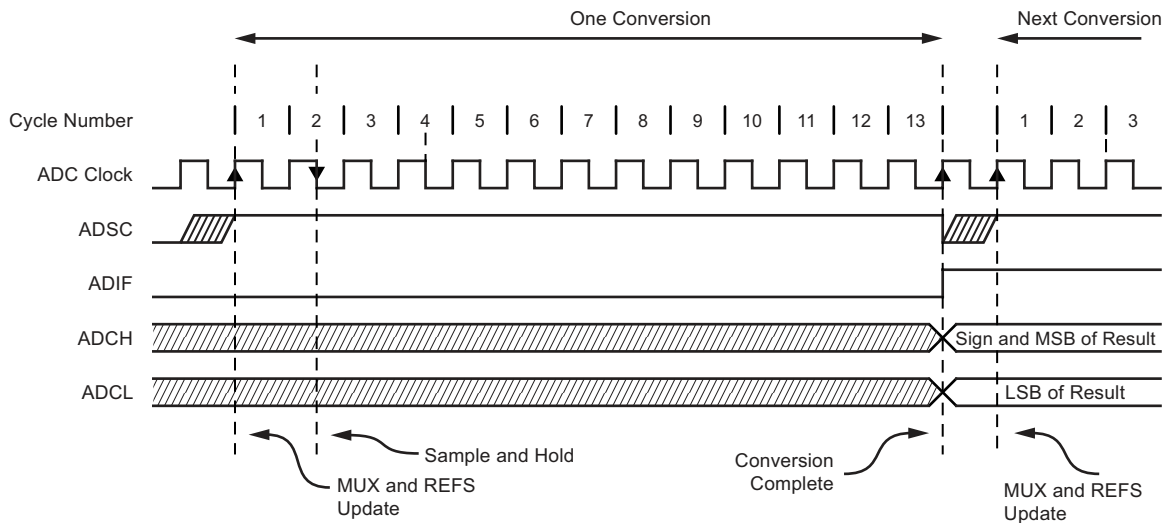 One Conversion
Next Conversion
Cycle Number
1 2 3 4 5 6 7 8 9 10 11 12 13 1 2 3
ADC Clock
ADSC
ADIF
ADCH
Sign and MSB of Result
ADCL
LSB of Result
Sample and Hold
MUX and REFS
Update
Conversion
Complete
MUX and REFS
Update